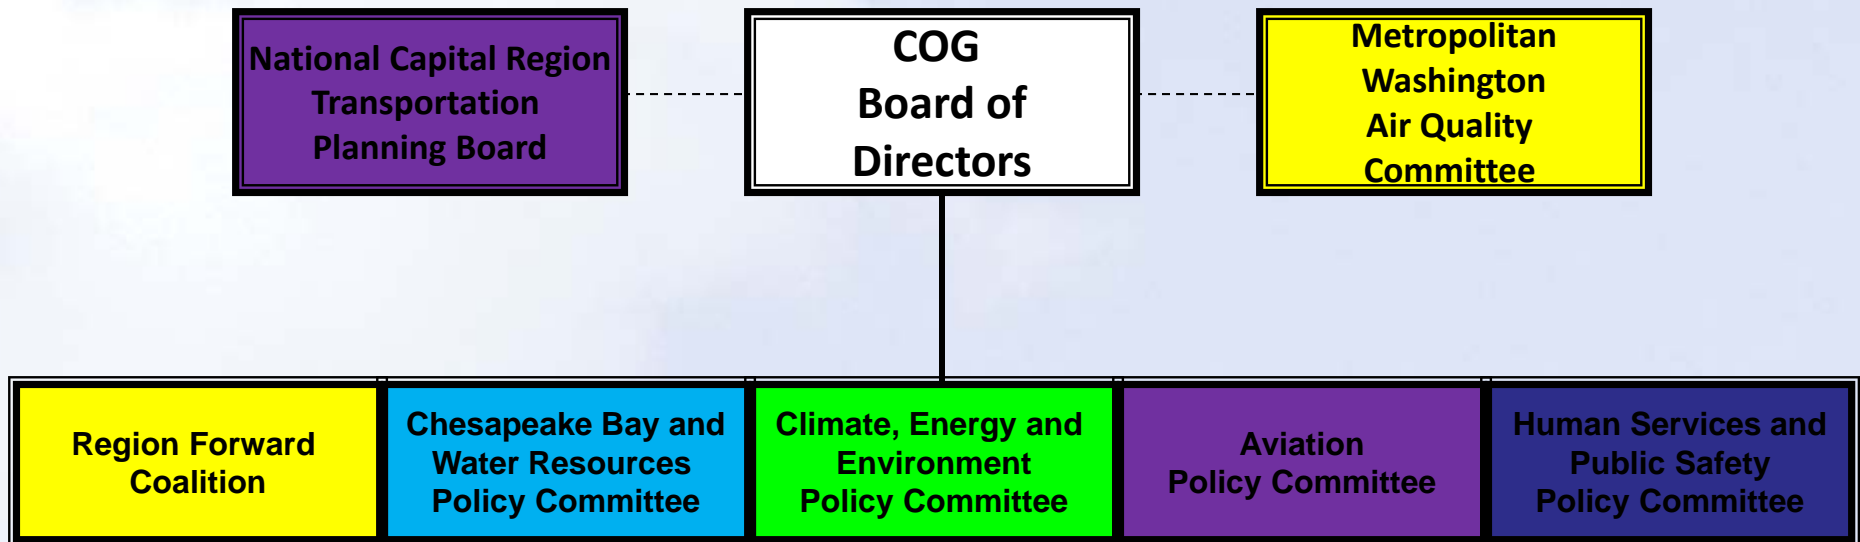 National Capital Region
Transportation
Planning Board
COG
Board of
Directors
Metropolitan
Washington
Air Quality
Committee
Region Forward
Coalition
Chesapeake Bay and
Water Resources
Policy Committee
Climate, Energy and
Environment
Policy Committee
Aviation
Policy Committee
Human Services and
Public Safety
Policy Committee